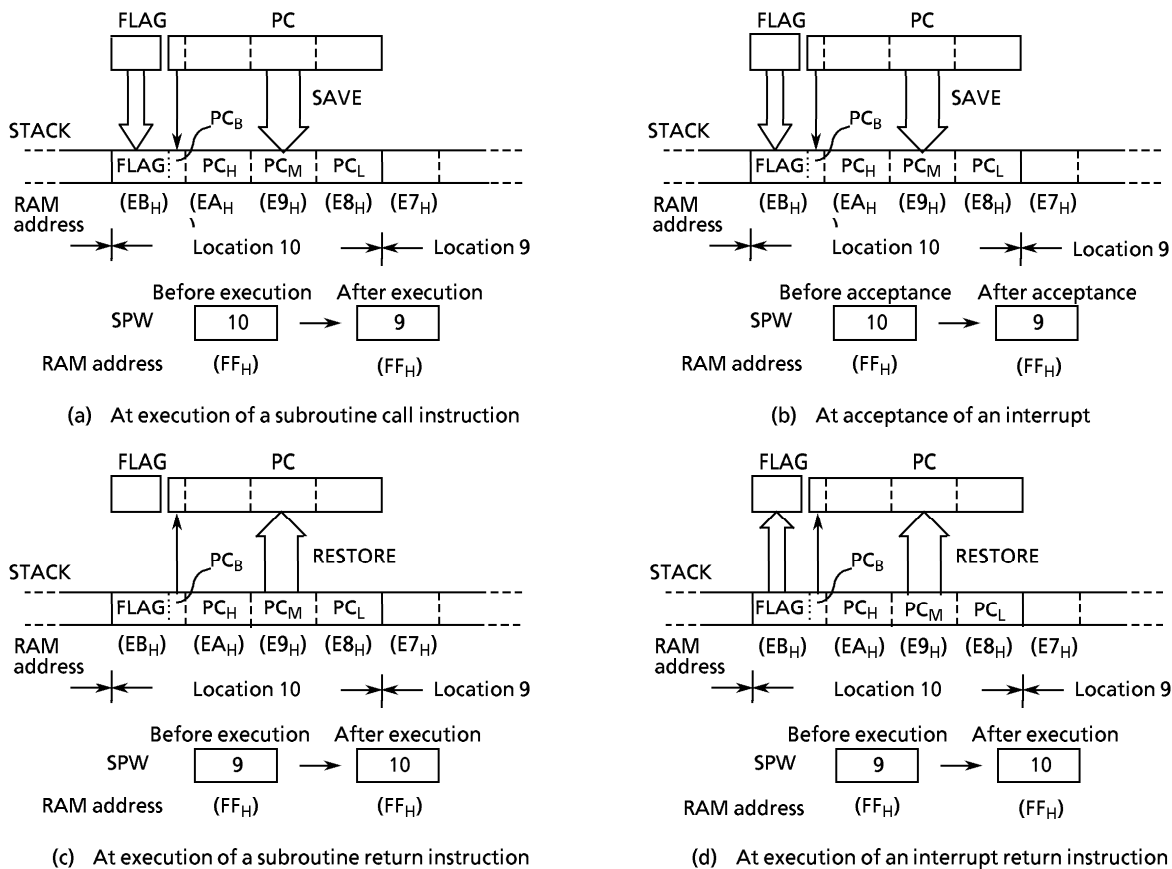 FLAG PC
SAVE
STACK
PCB
FLAG PCH PCM PCL
RAM address (EBH) (EAH (E9H) (E8H) (E7H)
Location 10 Location 9
Before execution After execution
SPW 10 9
RAM address (FFH) (FFH)
(a) At execution of a subroutine call instruction
FLAG PC
SAVE
STACK
PCB
FLAG PCH PCM PCL
RAM address (EBH) (EAH (E9H) (E8H) (E7H)
Location 10 Location 9
Before acceptance After acceptance
SPW 10 9
RAM address (FFH) (FFH)
(b) At acceptance of an interrupt
FLAG PC
RESTORE
STACK
PCB
FLAG PCH PCM PCL
RAM address (EBH) (EAH) (E9H) (E8H) (E7H)
Location 10 Location 9
Before execution After execution
SPW 9 10
RAM address (FFH) (FFH)
(c) At execution of a subroutine return instruction
FLAG PC
RESTORE
STACK
PCB
FLAG PCH PCM PCL
RAM address (EBH) (EAH) (E9H) (E8H) (E7H)
Location 10 Location 9
Before execution After execution
SPW 9 10
RAM address (FFH) (FFH)
(d) At execution of an interrupt return instruction